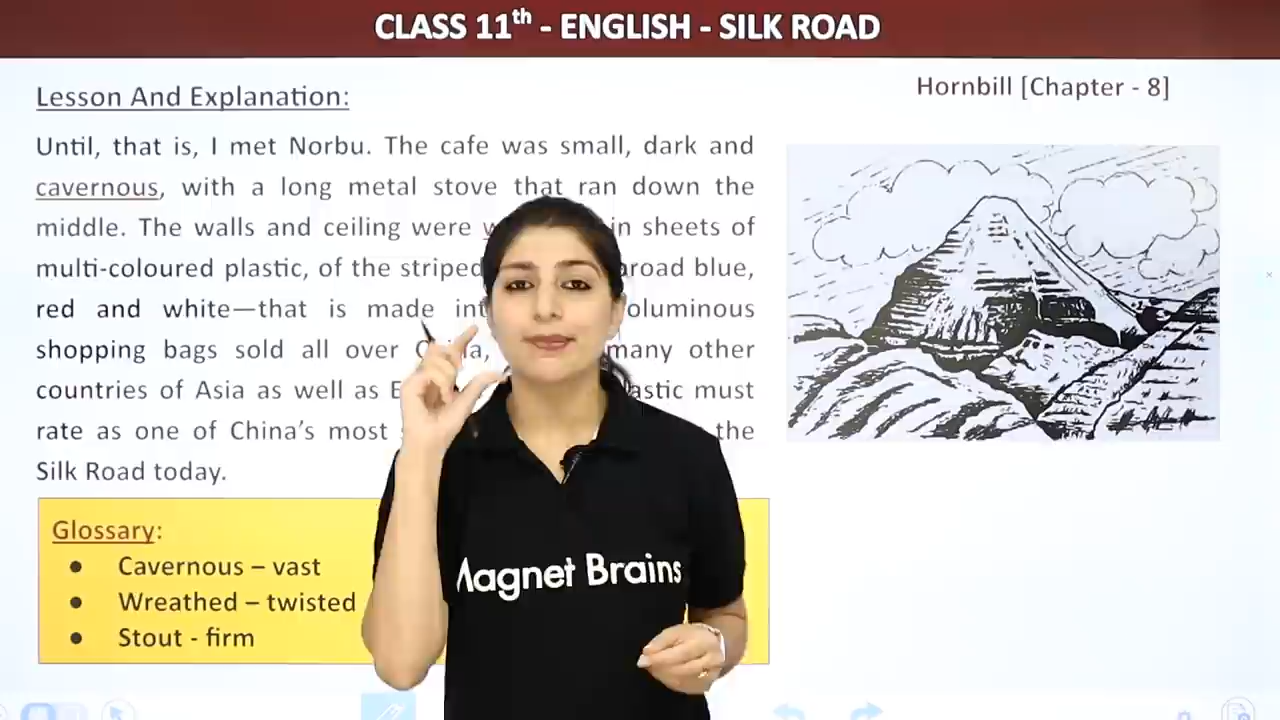 CLASS 11th - ENGLISH - SILK ROAD
Hornbill [Chapter - 8]
Lesson And Explanation:
Until, that is, I met Norbu. The cafe was small, dark and
cavernous, with a long metal stove that ran down the
middle. The walls and ceiling were in sheets of
multi-coloured plastic, of the striped blue,
red and white—that is made
shopping bags sold all over many other
countries of Asia as well as must
rate as one of China's most the
Silk Road today.
Glossary:
Cavernous – vast
Wreathed – twisted
Stout - firm
Magnet Brains